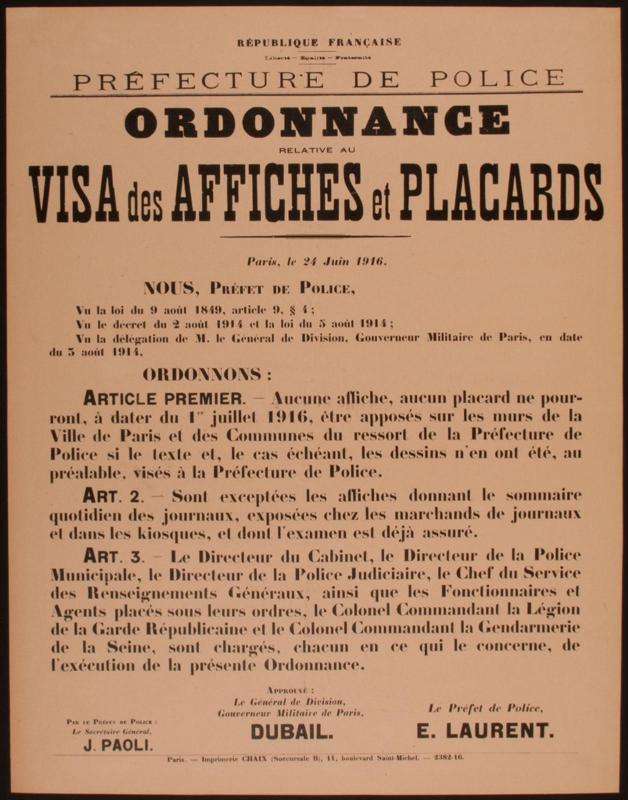 RÉPUBLIQUE FRANÇAISE
Liberté — Égalité — Fraternité
PRÉFECTURE DE POLICE
ORDONNANCE
RELATIVE AU
VISA des AFFICHES et PLACARDS
Paris, le 24 Juin 1916.
NOUS, PRÉFET DE POLICE,
Vu la loi du 9 août 1849, article 9, § 4 ;
Vu le décret du 2 août 1914 et la loi du 5 août 1914 ;
Vu la délégation de M. le Général de Division, Gouverneur Militaire de Paris, en date
du 3 août 1914,
ORDONNONS :
ARTICLE PREMIER. — Aucune affiche, aucun placard ne pour-
ront, à dater du 1er juillet 1916, être apposés sur les murs de la
Ville de Paris et des Communes du ressort de la Préfecture de
Police si le texte et, le cas échéant, les dessins n'en ont été, au
préalable, visés à la Préfecture de Police.
ART. 2. — Sont exceptées les affiches donnant le sommaire
quotidien des journaux, exposées chez les marchands de journaux
et dans les kiosques, et dont l'examen est déjà assuré.
ART. 3. — Le Directeur du Cabinet, le Directeur de la Police
Municipale, le Directeur de la Police Judiciaire, le Chef du Service
des Renseignements Généraux, ainsi que les Fonctionnaires et
Agents placés sous leurs ordres, le Colonel Commandant la Légion
de la Garde Républicaine et le Colonel Commandant la Gendarmerie
de la Seine, sont chargés, chacun en ce qui le concerne, de
l'exécution de la présente Ordonnance.
APPROUVÉ :
Le Général de Division,
Gouverneur Militaire de Paris,
DUBAIL.
Le Préfet de Police,
E. LAURENT.
PAR LE PRÉFET DE POLICE :
Le Secrétaire Général,
J. PAOLI.
Paris. — Imprimerie CHAIX (Succursale B), 11, boulevard Saint-Michel. — 2382-16.